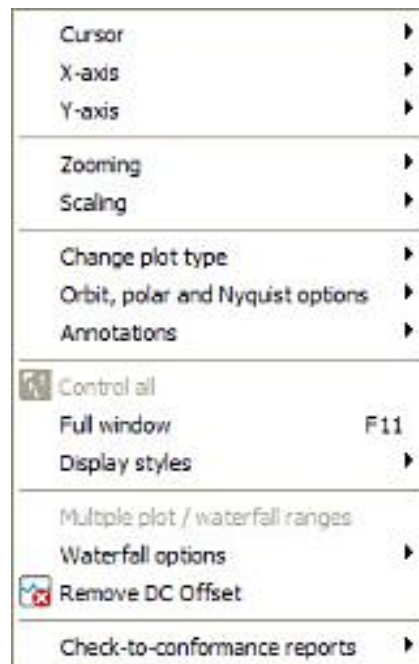 Cursor
X-axis
Y-axis
Zooming
Scaling
Change plot type
Orbit, polar and Nyquist options
Annotations
Control all
Full window F11
Display styles
Multiple plot / waterfall ranges
Waterfall options
Remove DC Offset
Check-to-conformance reports